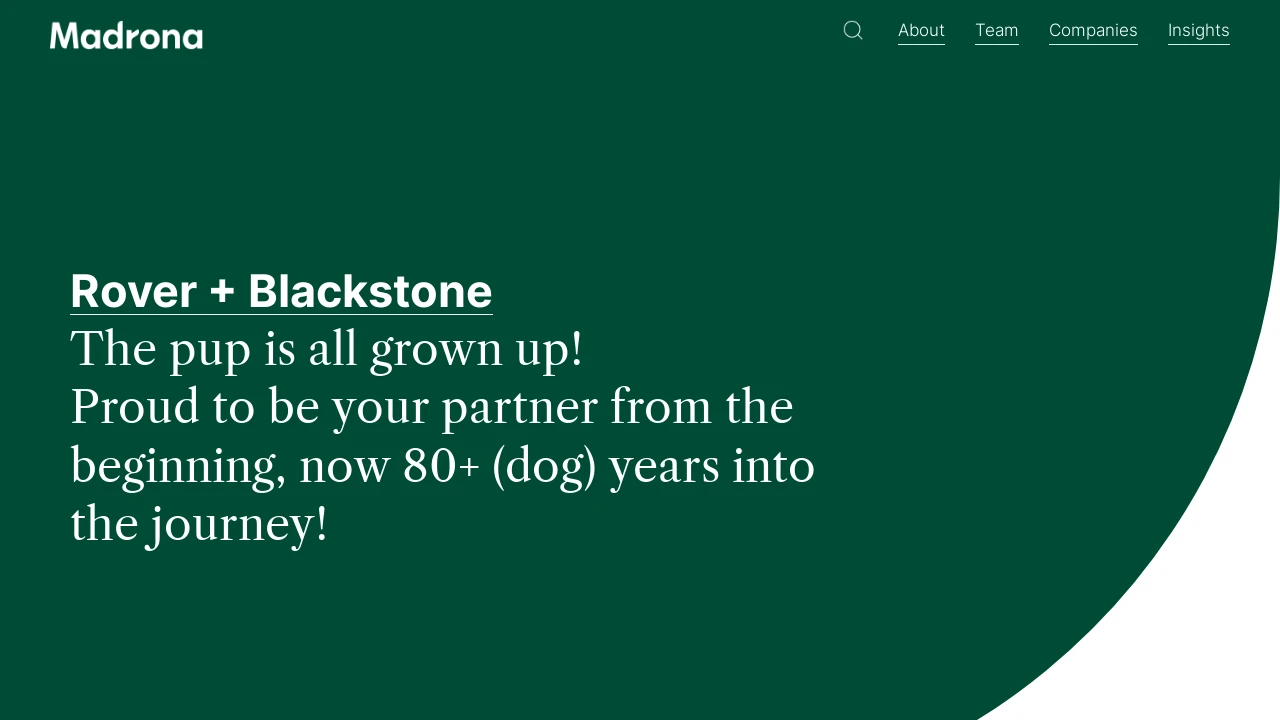 Madrona
About
Team
Companies
Insights
Rover + Blackstone
The pup is all grown up!
Proud to be your partner from the
beginning, now 80+ (dog) years into
the journey!